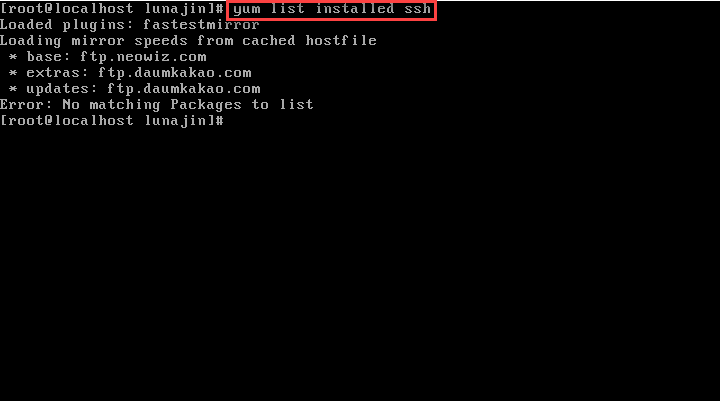 [root@localhost lunajin]# yum list installed ssh
Loaded plugins: fastestmirror
Loading mirror speeds from cached hostfile
 * base: ftp.neowiz.com
 * extras: ftp.daumkakao.com
 * updates: ftp.daumkakao.com
Error: No matching Packages to list
[root@localhost lunajin]#